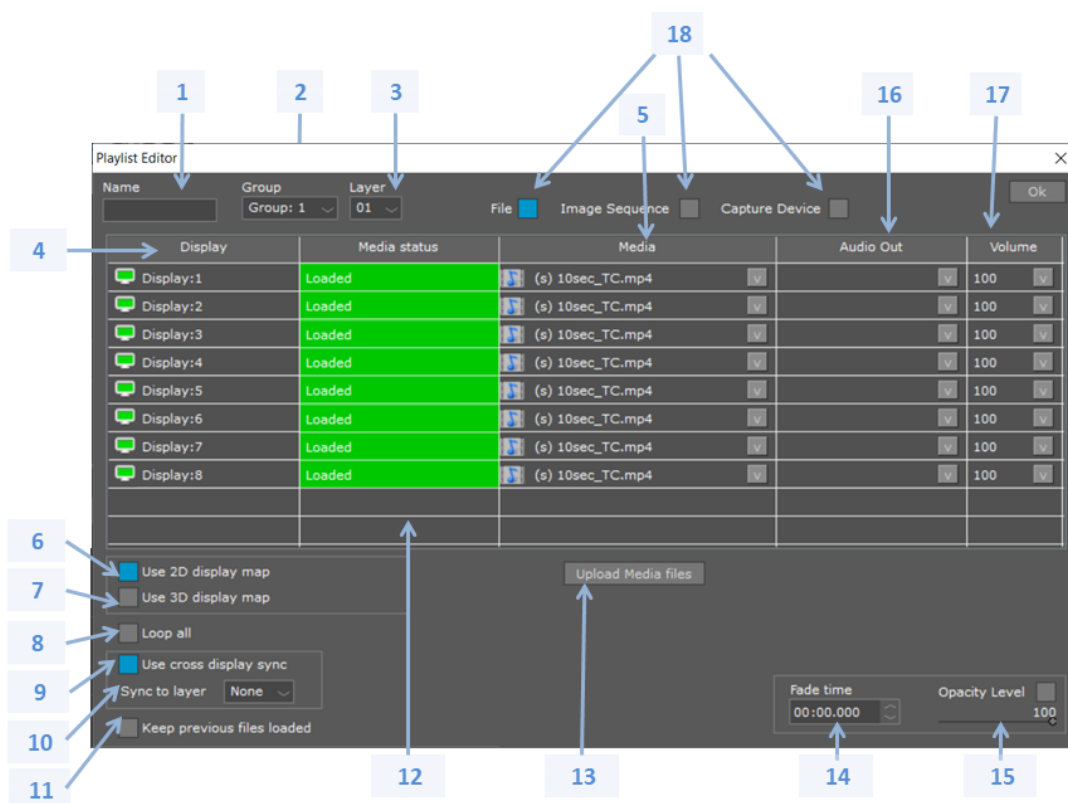 18
1 2 3 16 17
5
Playlist Editor
Name Group Layer
Group: 1 01 File Image Sequence Capture Device Ok
4
Display Media status Media Audio Out Volume
Display:1 Loaded (s) 10sec_TC.mp4 v v 100 v
Display:2 Loaded (s) 10sec_TC.mp4 v v 100 v
Display:3 Loaded (s) 10sec_TC.mp4 v v 100 v
Display:4 Loaded (s) 10sec_TC.mp4 v v 100 v
Display:5 Loaded (s) 10sec_TC.mp4 v v 100 v
Display:6 Loaded (s) 10sec_TC.mp4 v v 100 v
Display:7 Loaded (s) 10sec_TC.mp4 v v 100 v
Display:8 Loaded (s) 10sec_TC.mp4 v v 100 v
6 Use 2D display map Upload Media files
7 Use 3D display map
8 Loop all
9 Use cross display sync
10 Sync to layer None Fade time Opacity Level
00:00.000 100
11 Keep previous files loaded
12 13 14 15